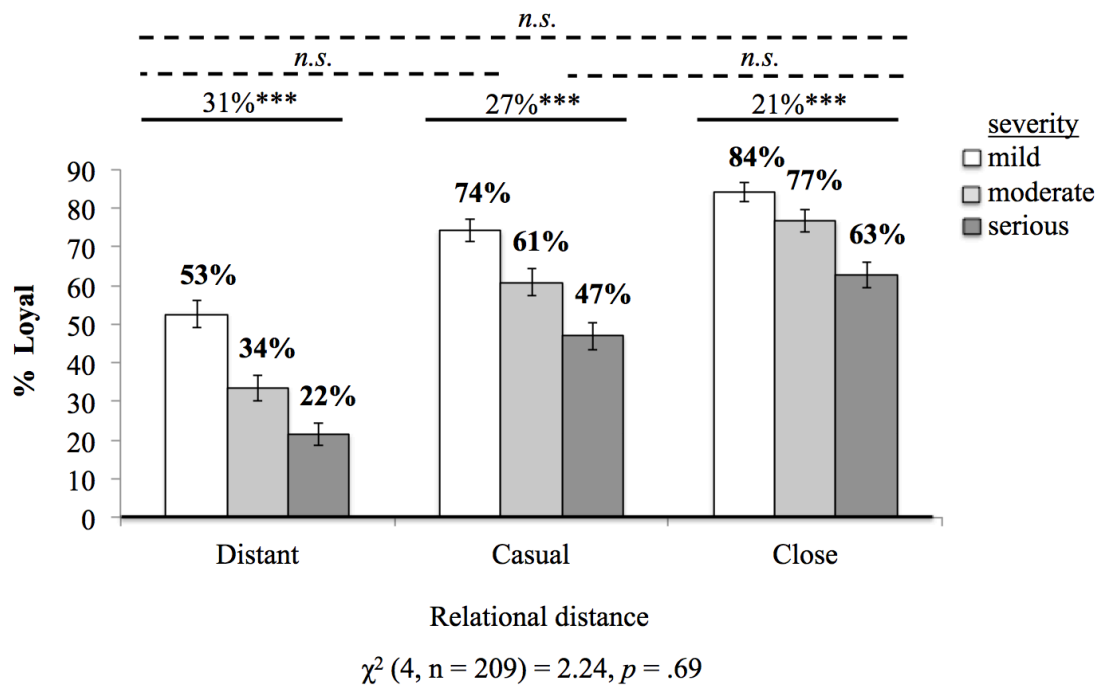 n.s.
n.s. n.s.
31%*** 27%*** 21%***
severity
mild
moderate
serious
% Loyal
90
80
70
60
50
40
30
20
10
0
53% 34% 22%
74% 61% 47%
84% 77% 63%
Distant Casual Close
Relational distance
χ² (4, n = 209) = 2.24, p = .69